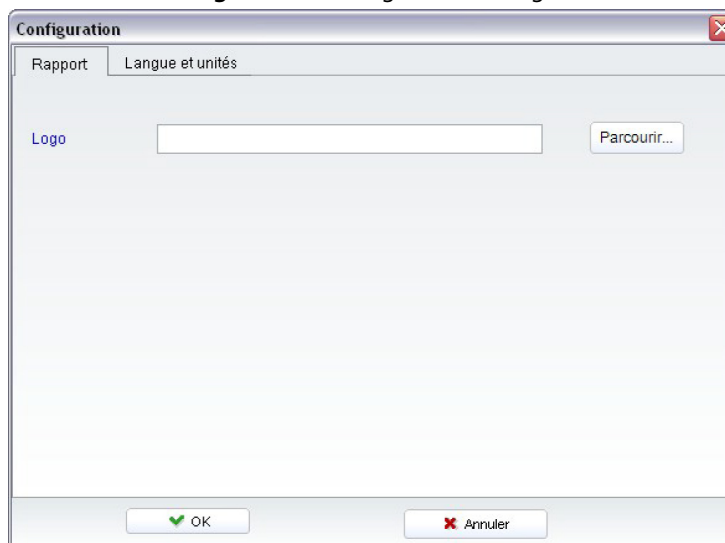 Configuration
Rapport
Langue et unités
Logo
Parcourir...
OK
Annuler